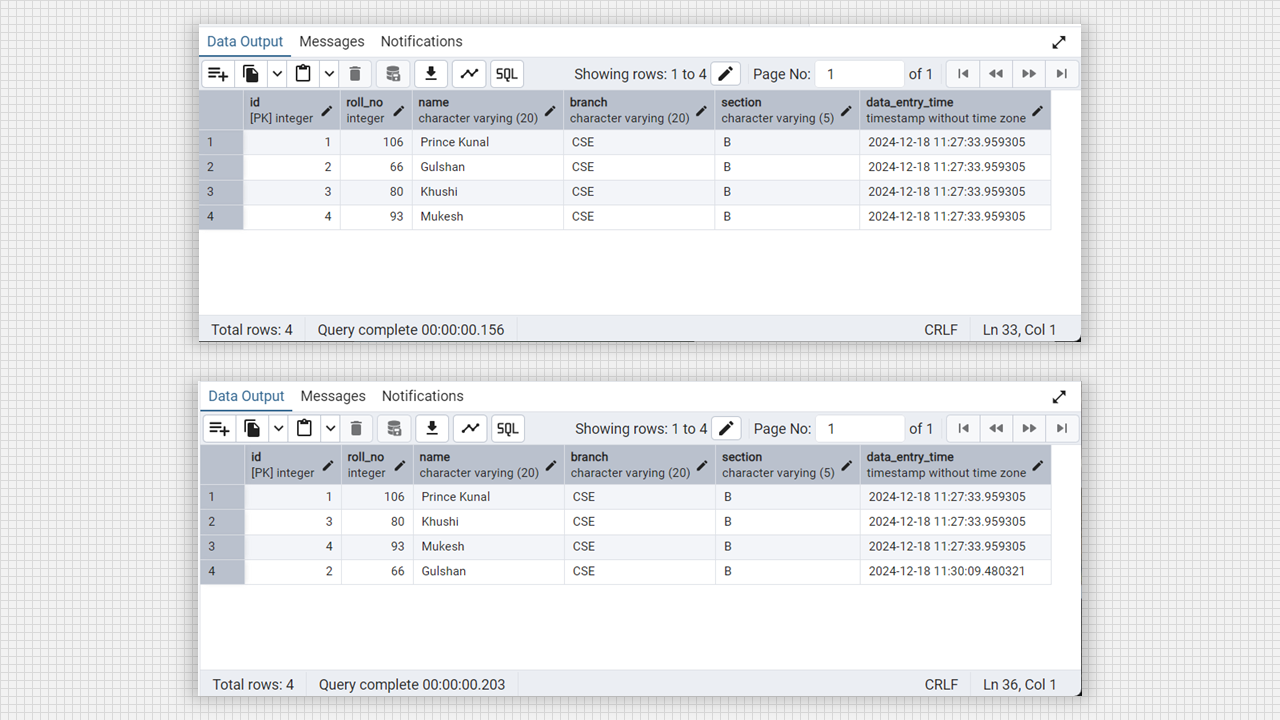 Data Output Messages Notifications
SQL Showing rows: 1 to 4 Page No: 1 of 1
id roll_no name branch section data_entry_time
[PK] integer integer character varying (20) character varying (20) character varying (5) timestamp without time zone
1 1 106 Prince Kunal CSE B 2024-12-18 11:27:33.959305
2 2 66 Gulshan CSE B 2024-12-18 11:27:33.959305
3 3 80 Khushi CSE B 2024-12-18 11:27:33.959305
4 4 93 Mukesh CSE B 2024-12-18 11:27:33.959305
Total rows: 4 Query complete 00:00:00.156 CRLF Ln 33, Col 1
Data Output Messages Notifications
SQL Showing rows: 1 to 4 Page No: 1 of 1
id roll_no name branch section data_entry_time
[PK] integer integer character varying (20) character varying (20) character varying (5) timestamp without time zone
1 1 106 Prince Kunal CSE B 2024-12-18 11:27:33.959305
2 3 80 Khushi CSE B 2024-12-18 11:27:33.959305
3 4 93 Mukesh CSE B 2024-12-18 11:27:33.959305
4 2 66 Gulshan CSE B 2024-12-18 11:30:09.480321
Total rows: 4 Query complete 00:00:00.203 CRLF Ln 36, Col 1